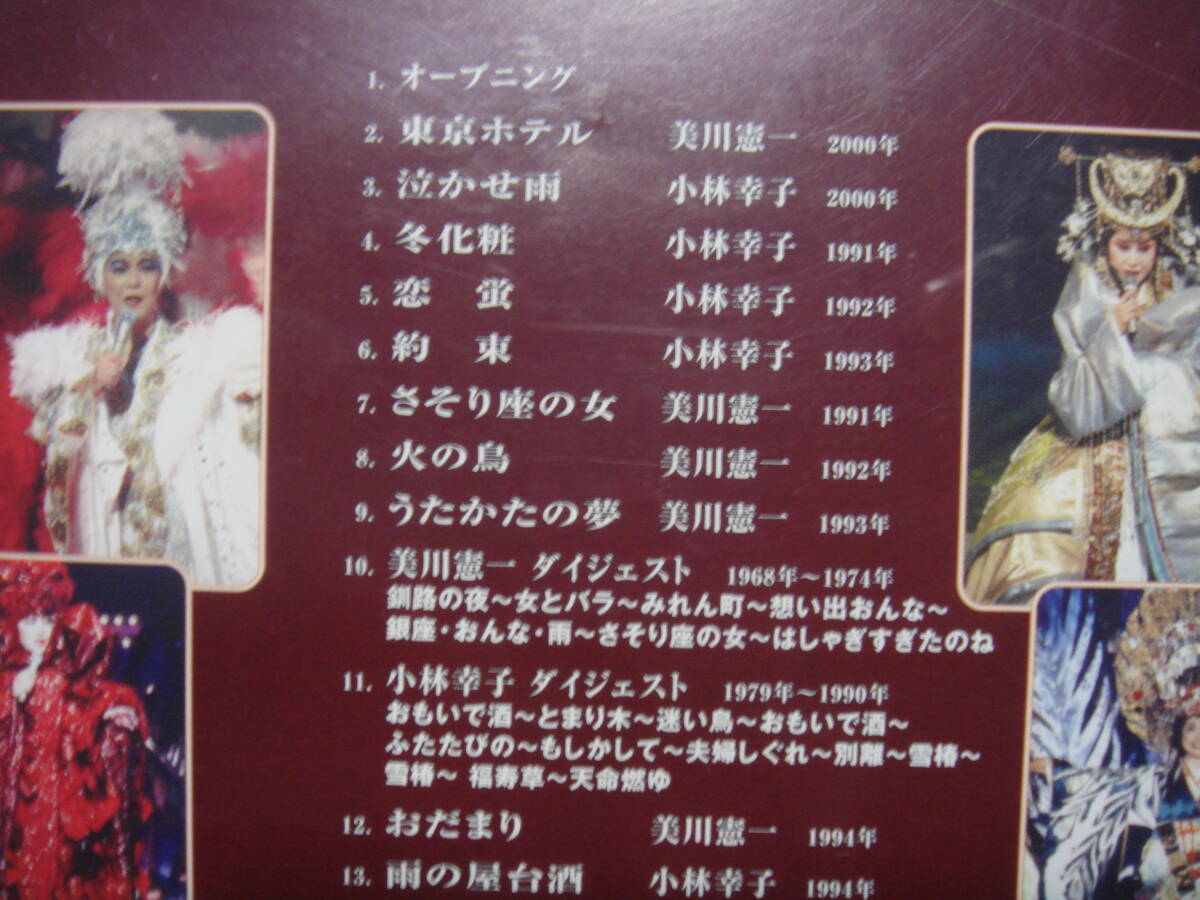 1. オープニング
2. 東京ホテル 美川憲一 2000年
3. 泣かせ雨 小林幸子 2000年
4. 冬化粧 小林幸子 1991年
5. 恋 蛍 小林幸子 1992年
6. 約 束 小林幸子 1993年
7. さそり座の女 美川憲一 1991年
8. 火の鳥 美川憲一 1992年
9. うたかたの夢 美川憲一 1993年
10. 美川憲一 ダイジェスト 1968年～1974年
釧路の夜～女とバラ～みれん町～想い出おんな～
銀座・おんな・雨～さそり座の女～はしゃぎすぎたのね
11. 小林幸子 ダイジェスト 1979年～1990年
おもいで酒～とまり木～迷い鳥～おもいで酒～
ふたたびの～もしかして～夫婦しぐれ～別離～雪椿～
雪椿～ 福寿草～天命燃ゆ
12. おだまり 美川憲一 1994年
13. 雨の屋台酒 小林幸子 1994年